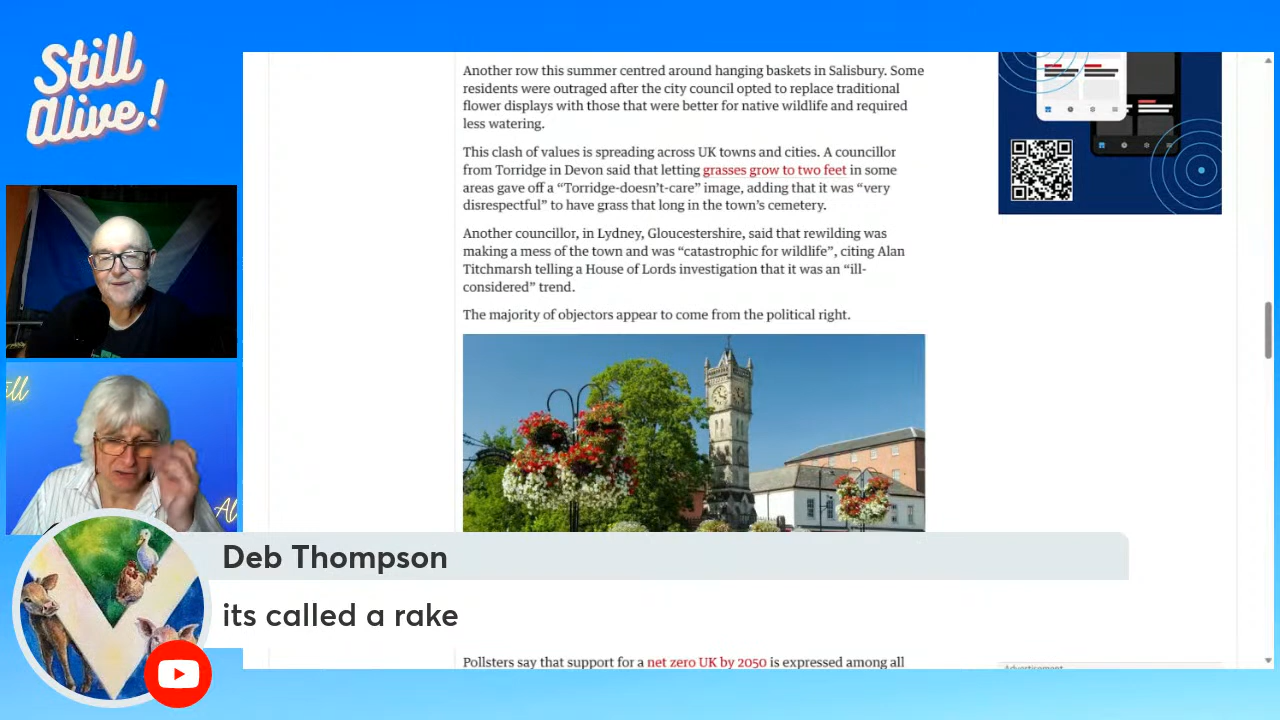 Still
Alive!
Another row this summer centred around hanging baskets in Salisbury. Some
residents were outraged after the city council opted to replace traditional
flower displays with those that were better for native wildlife and required
less watering.
This clash of values is spreading across UK towns and cities. A councillor
from Torridge in Devon said that letting grasses grow to two feet in some
areas gave off a “Torridge-doesn’t-care” image, adding that it was “very
disrespectful” to have grass that long in the town’s cemetery.
Another councillor, in Lydney, Gloucestershire, said that rewilding was
making a mess of the town and was “catastrophic for wildlife”, citing Alan
Titchmarsh telling a House of Lords investigation that it was an “ill-
considered” trend.
The majority of objectors appear to come from the political right.
Deb Thompson
its called a rake
Pollsters say that support for a net zero UK by 2050 is expressed among all
Advertisement